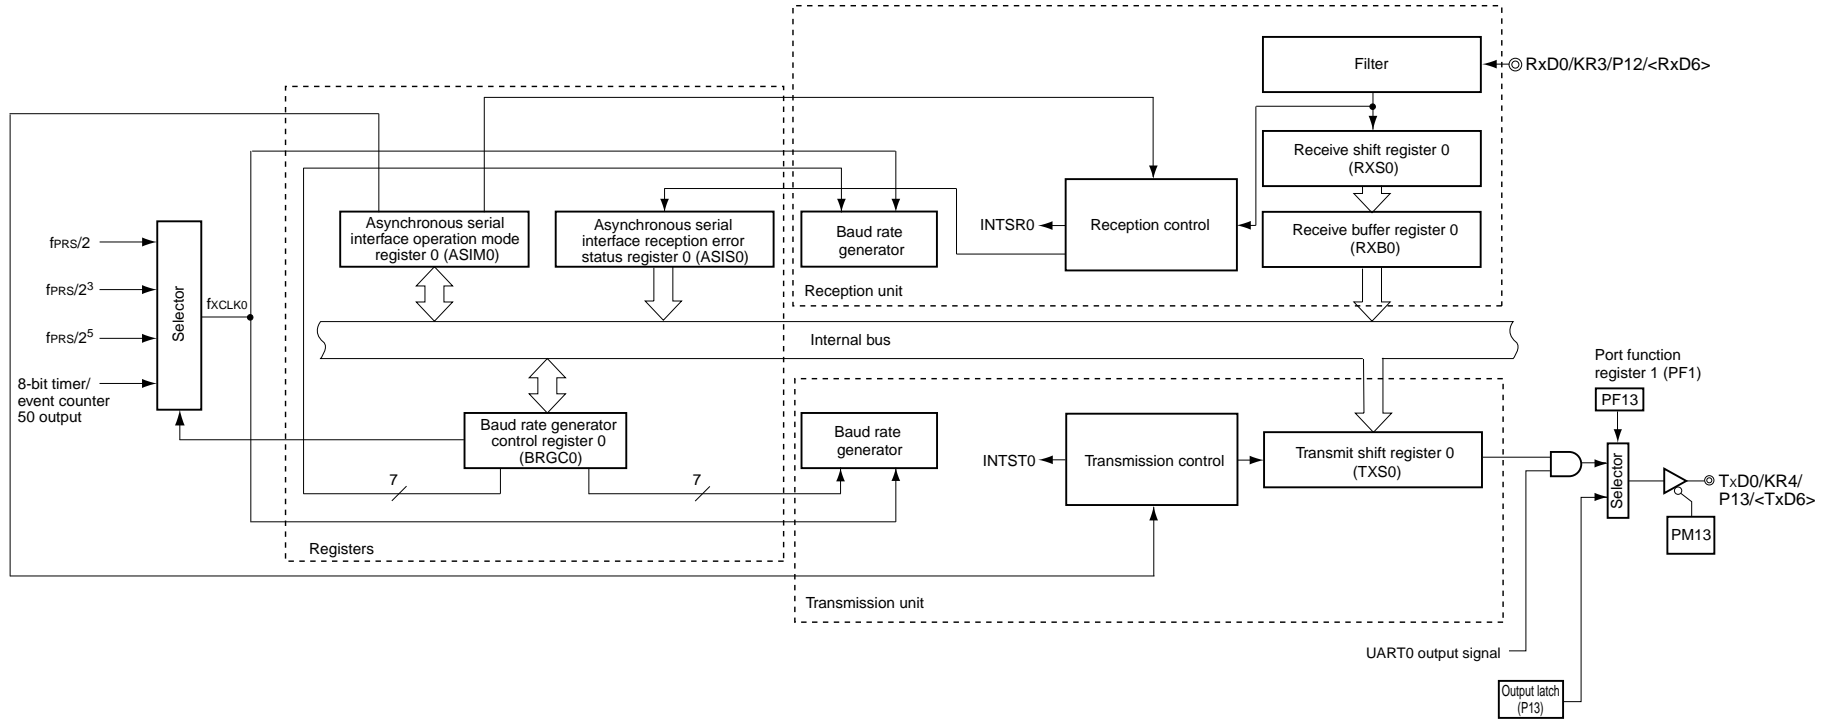 Filter
RxD0/KR3/P12/<RxD6>
Receive shift register 0
(RXS0)
Asynchronous serial
interface operation mode
register 0 (ASIM0)
Asynchronous serial
interface reception error
status register 0 (ASIS0)
Baud rate
generator
INTSR0
Reception control
Receive buffer register 0
(RXB0)
Reception unit
fPRS/2
fPRS/2³
fPRS/2⁵
8-bit timer/
event counter
50 output
Selector
fXCLK0
Internal bus
Port function
register 1 (PF1)
PF13
Baud rate generator
control register 0
(BRGC0)
7
7
Baud rate
generator
INTST0
Transmission control
Transmit shift register 0
(TXS0)
Selector
TxD0/KR4/
P13/<TxD6>
PM13
Registers
Transmission unit
UART0 output signal
Output latch
(P13)